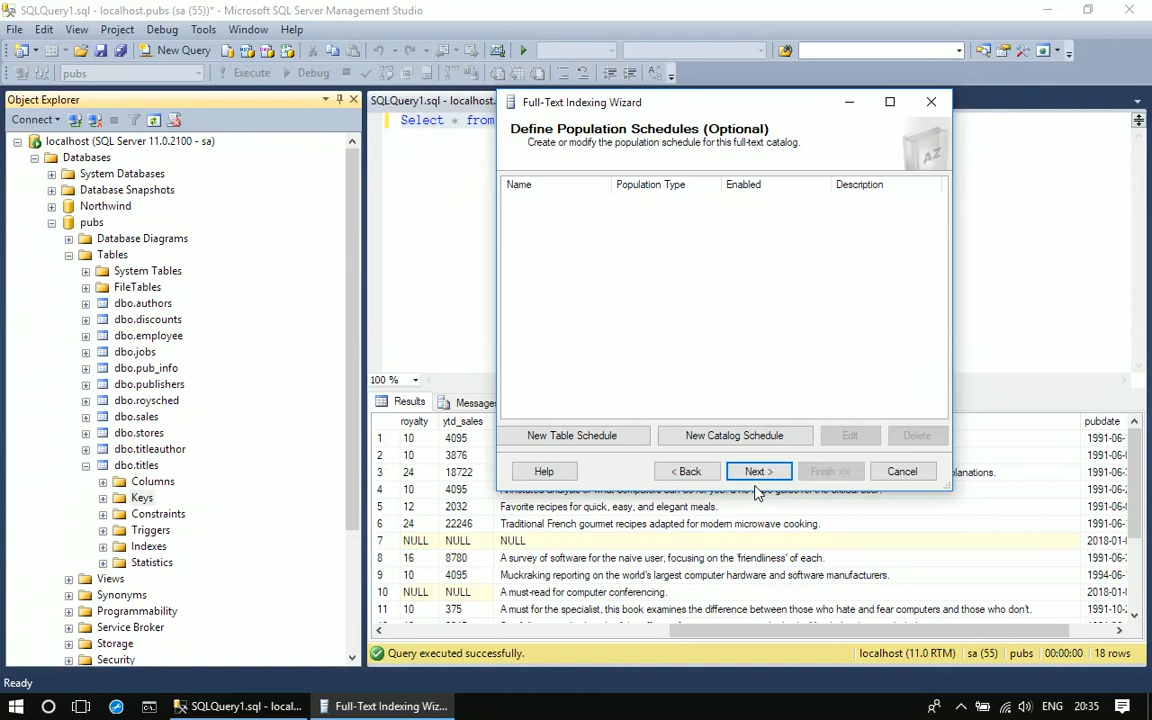 SQLQuery1.sql - localhost.pubs (sa (55))* - Microsoft SQL Server Management Studio
File Edit View Project Debug Tools Window Help
New Query
pubs Execute Debug
Object Explorer
Connect
localhost (SQL Server 11.0.2100 - sa)
Databases
System Databases
Database Snapshots
Northwind
pubs
Database Diagrams
Tables
System Tables
FileTables
dbo.authors
dbo.discounts
dbo.employee
dbo.jobs
dbo.pub_info
dbo.publishers
dbo.roysched
dbo.sales
dbo.stores
dbo.titleauthor
dbo.titles
Columns
Keys
Constraints
Triggers
Indexes
Statistics
Views
Synonyms
Programmability
Service Broker
Storage
Security
SQLQuery1.sql - localhost.
Select * from
Full-Text Indexing Wizard
Define Population Schedules (Optional)
Create or modify the population schedule for this full-text catalog.
AZ
Name Population Type Enabled Description
New Table Schedule New Catalog Schedule Edit Delete
Help < Back Next > Finish >>| Cancel
100 %
Results Messages
royalty ytd_sales pubdate
1 10 4095 1991-06-
2 10 3876 1991-06-
3 24 18722 planations. 1991-06-
4 10 4095 1991-06-
5 12 2032 Favorite recipes for quick, easy, and elegant meals. 1991-06-
6 24 22246 Traditional French gourmet recipes adapted for modern microwave cooking. 1991-06-
7 NULL NULL NULL 2018-01-
8 16 8780 A survey of software for the naive user, focusing on the 'friendliness' of each. 1991-06-
9 10 4095 Muckraking reporting on the world's largest computer hardware and software manufacturers. 1994-06-
10 NULL NULL A must-read for computer conferencing. 2018-01-
11 10 375 A must for the specialist, this book examines the difference between those who hate and fear computers and those who don't. 1991-10-
Query executed successfully. localhost (11.0 RTM) sa (55) pubs 00:00:00 18 rows
Ready
SQLQuery1.sql - local... Full-Text Indexing Wiz... ENG 20:35